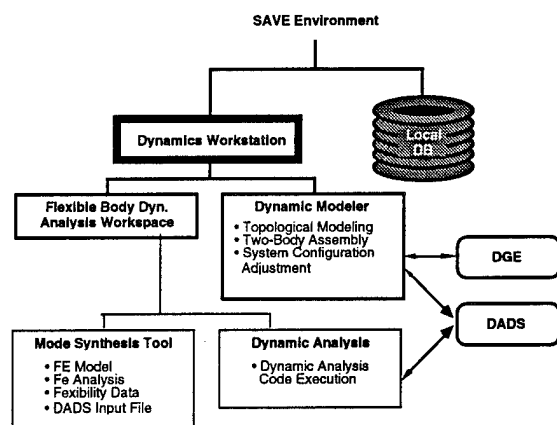 SAVE Environment
Local
DB
Dynamics Workstation
Flexible Body Dyn.
Analysis Workspace
Dynamic Modeler
• Topological Modeling
• Two-Body Assembly
• System Configuration
Adjustment
DGE
DADS
Mode Synthesis Tool
• FE Model
• Fe Analysis
• Fexibility Data
• DADS Input File
Dynamic Analysis
• Dynamic Analysis
Code Execution